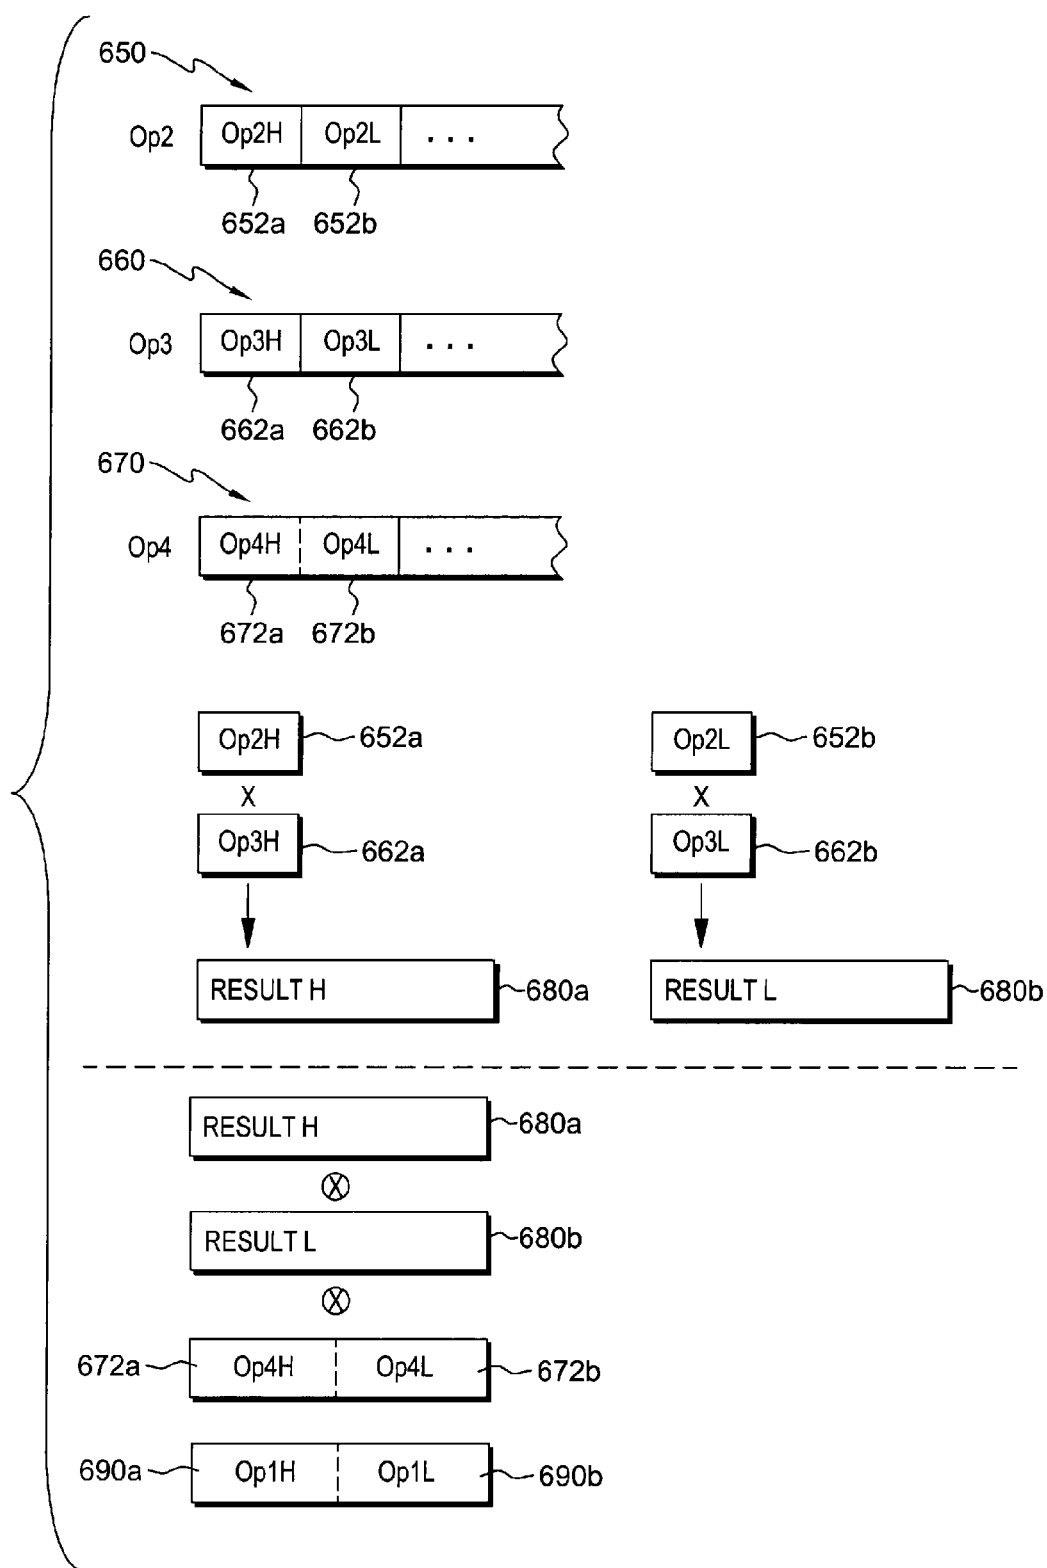 650
Op2 Op2H Op2L . . .
652a 652b
660
Op3 Op3H Op3L . . .
662a 662b
670
Op4 Op4H Op4L . . .
672a 672b
Op2H 652a Op2L 652b
X X
Op3H 662a Op3L 662b
RESULT H 680a RESULT L 680b
RESULT H 680a
X
RESULT L 680b
X
672a Op4H Op4L 672b
690a Op1H Op1L 690b